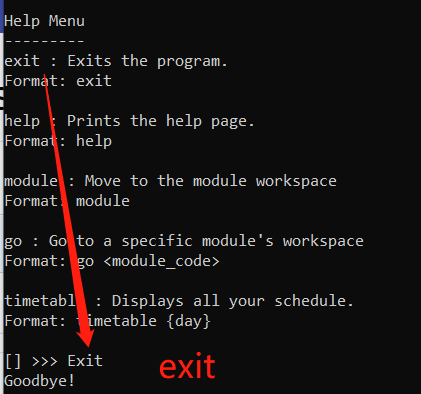 Help Menu
---------
exit : Exits the program.
Format: exit
help : Prints the help page.
Format: help
module : Move to the module workspace
Format: module
go : Go to a specific module's workspace
Format: go <module_code>
timetable : Displays all your schedule.
Format: timetable {day}
[] >>> Exit
exit
Goodbye!